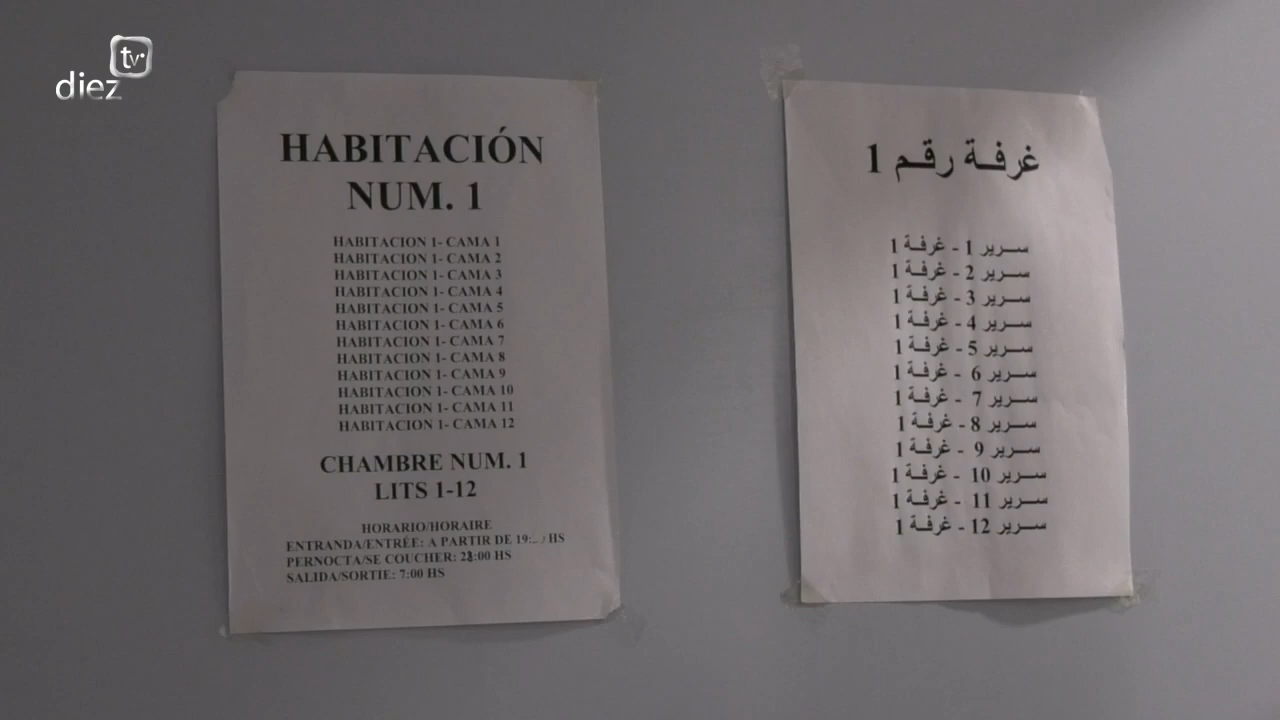 diez tv
HABITACIÓN
NUM. 1
HABITACION 1- CAMA 1
HABITACION 1- CAMA 2
HABITACION 1- CAMA 3
HABITACION 1- CAMA 4
HABITACION 1- CAMA 5
HABITACION 1- CAMA 6
HABITACION 1- CAMA 7
HABITACION 1- CAMA 8
HABITACION 1- CAMA 9
HABITACION 1- CAMA 10
HABITACION 1- CAMA 11
HABITACION 1- CAMA 12
CHAMBRE NUM. 1
LITS 1-12
HORARIO/HORAIRE
ENTRANDA/ENTRÉE: A PARTIR DE HS
PERNOCTA/SE COUCHER: HS
SALIDA/SORTIE: 7:00 HS
غرفة رقم 1
سرير 1 - غرفة 1
سرير 2 - غرفة 1
سرير 3 - غرفة 1
سرير 4 - غرفة 1
سرير 5 - غرفة 1
سرير 6 - غرفة 1
سرير 7 - غرفة 1
سرير 8 - غرفة 1
سرير 9 - غرفة 1
سرير 10 - غرفة 1
سرير 11 - غرفة 1
سرير 12 - غرفة 1